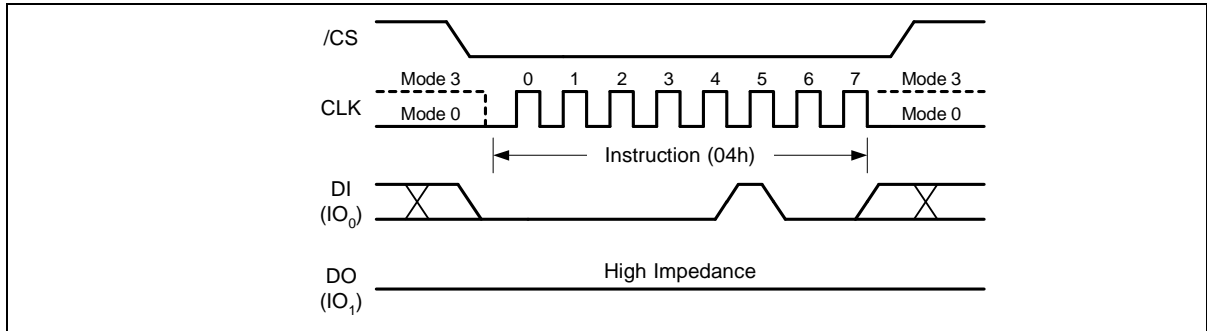 /CS
Mode 3 0 1 2 3 4 5 6 7 Mode 3
CLK
Mode 0 Mode 0
Instruction (04h)
DI
(IO0)
High Impedance
DO
(IO1)